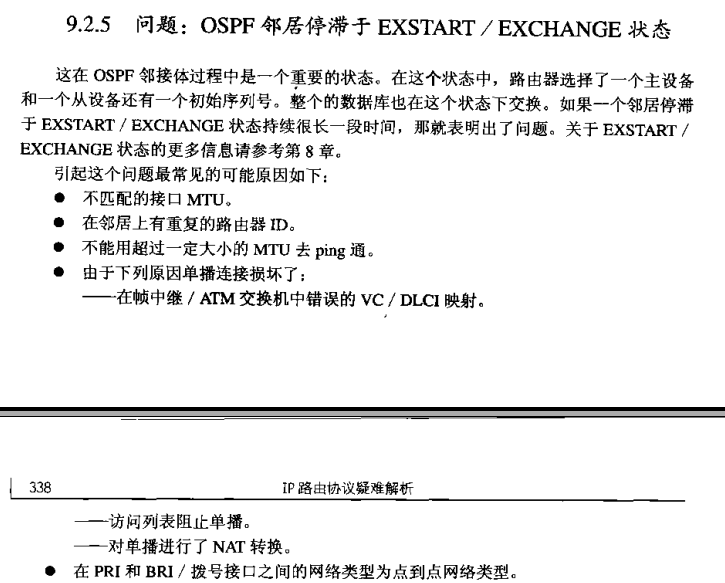 9.2.5 问题：OSPF 邻居停滞于 EXSTART / EXCHANGE 状态
这在 OSPF 邻接体过程中是一个重要的状态。在这个状态中，路由器选择了一个主设备
和一个从设备还有一个初始序列号。整个的数据库也在这个状态下交换。如果一个邻居停滞
于 EXSTART / EXCHANGE 状态持续很长一段时间，那就表明出了问题。关于 EXSTART /
EXCHANGE 状态的更多信息请参考第 8 章。
引起这个问题最常见的可能原因如下：
● 不匹配的接口 MTU。
● 在邻居上有重复的路由器 ID。
● 不能用超过一定大小的 MTU 去 ping 通。
● 由于下列原因单播连接损坏了：
——在帧中继 / ATM 交换机中错误的 VC / DLCI 映射。
338 IP 路由协议疑难解析
——访问列表阻止单播。
——对单播进行了 NAT 转换。
● 在 PRI 和 BRI / 拨号接口之间的网络类型为点到点网络类型。